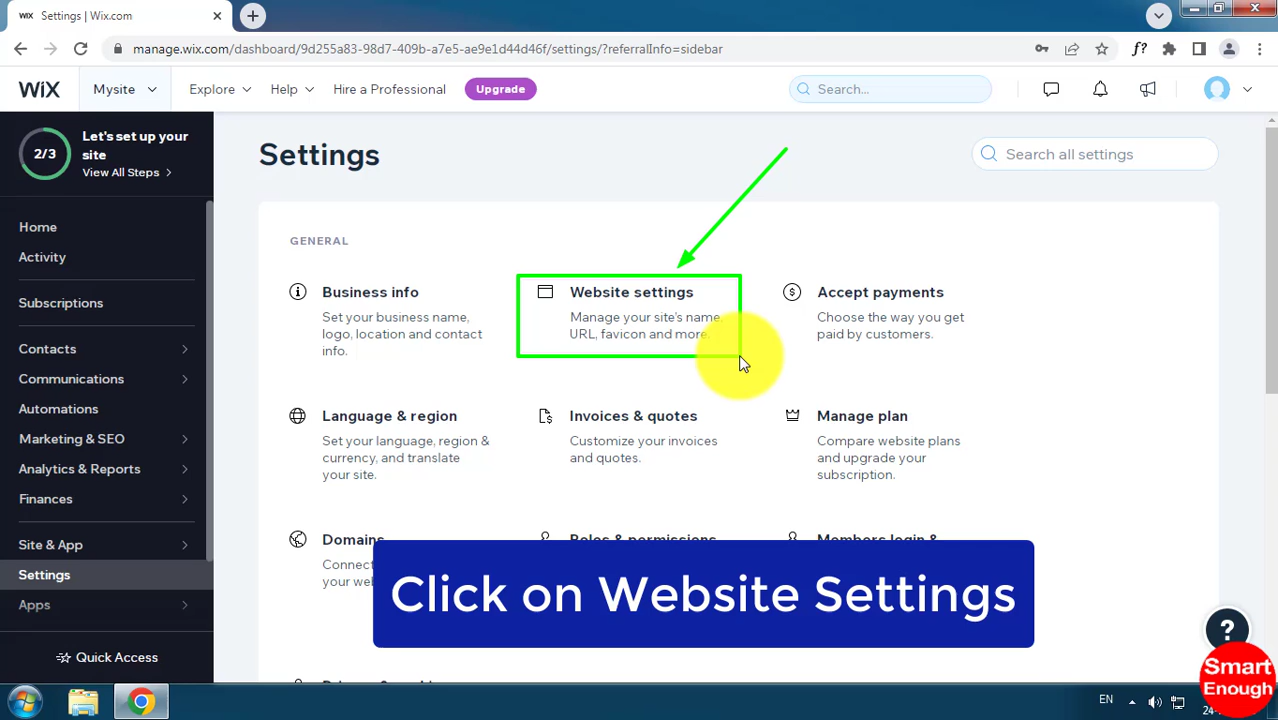 WiX Settings | Wix.com
manage.wix.com/dashboard/9d255a83-98d7-409b-a7e5-ae9e1d44d46f/settings/?referralInfo=sidebar
f?
WiX Mysite Explore Help Hire a Professional Upgrade Search...
2/3
Let's set up your
site
View All Steps
Home
Activity
Subscriptions
Contacts
Communications
Automations
Marketing & SEO
Analytics & Reports
Finances
Site & App
Settings
Apps
Quick Access
Settings
Search all settings
GENERAL
Business info
Set your business name,
logo, location and contact
info.
Website settings
Manage your site's name,
URL, favicon and more.
Accept payments
Choose the way you get
paid by customers.
Language & region
Set your language, region &
currency, and translate
your site.
Invoices & quotes
Customize your invoices
and quotes.
Manage plan
Compare website plans
and upgrade your
subscription.
Domains
Roles & permissions
Members login &
Click on Website Settings
?
Smart
Enough
EN